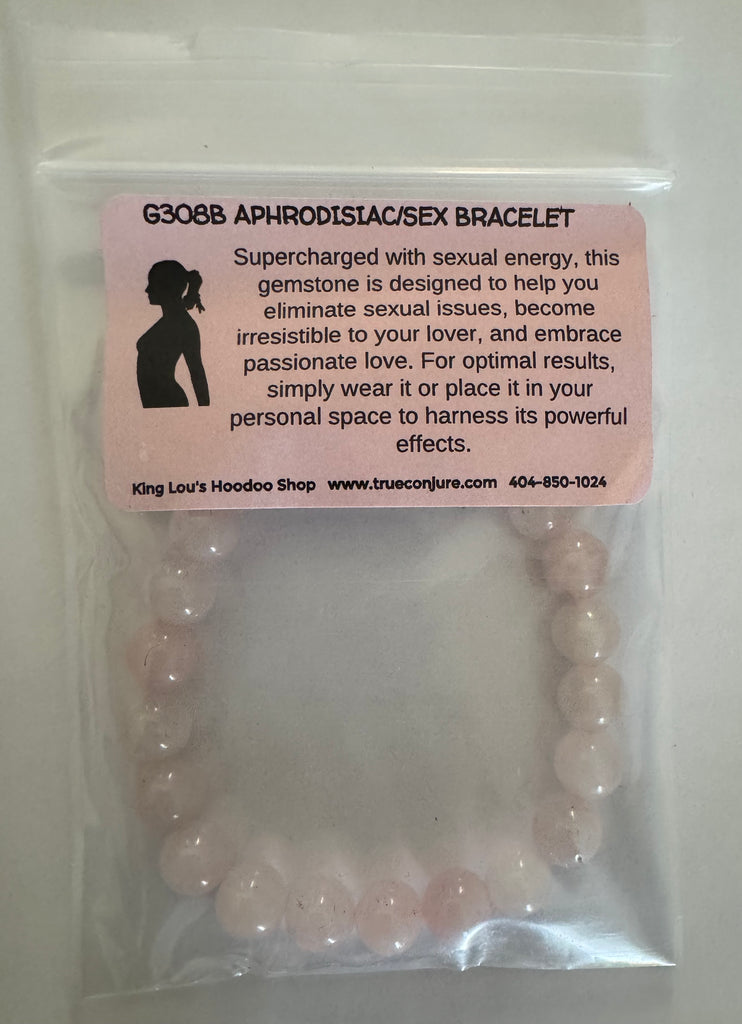 G308B APHRODISIAC/SEX BRACELET
Supercharged with sexual energy, this
gemstone is designed to help you
eliminate sexual issues, become
irresistible to your lover, and embrace
passionate love. For optimal results,
simply wear it or place it in your
personal space to harness its powerful
effects.
King Lou's Hoodoo Shop www.trueconjure.com 404-850-1024